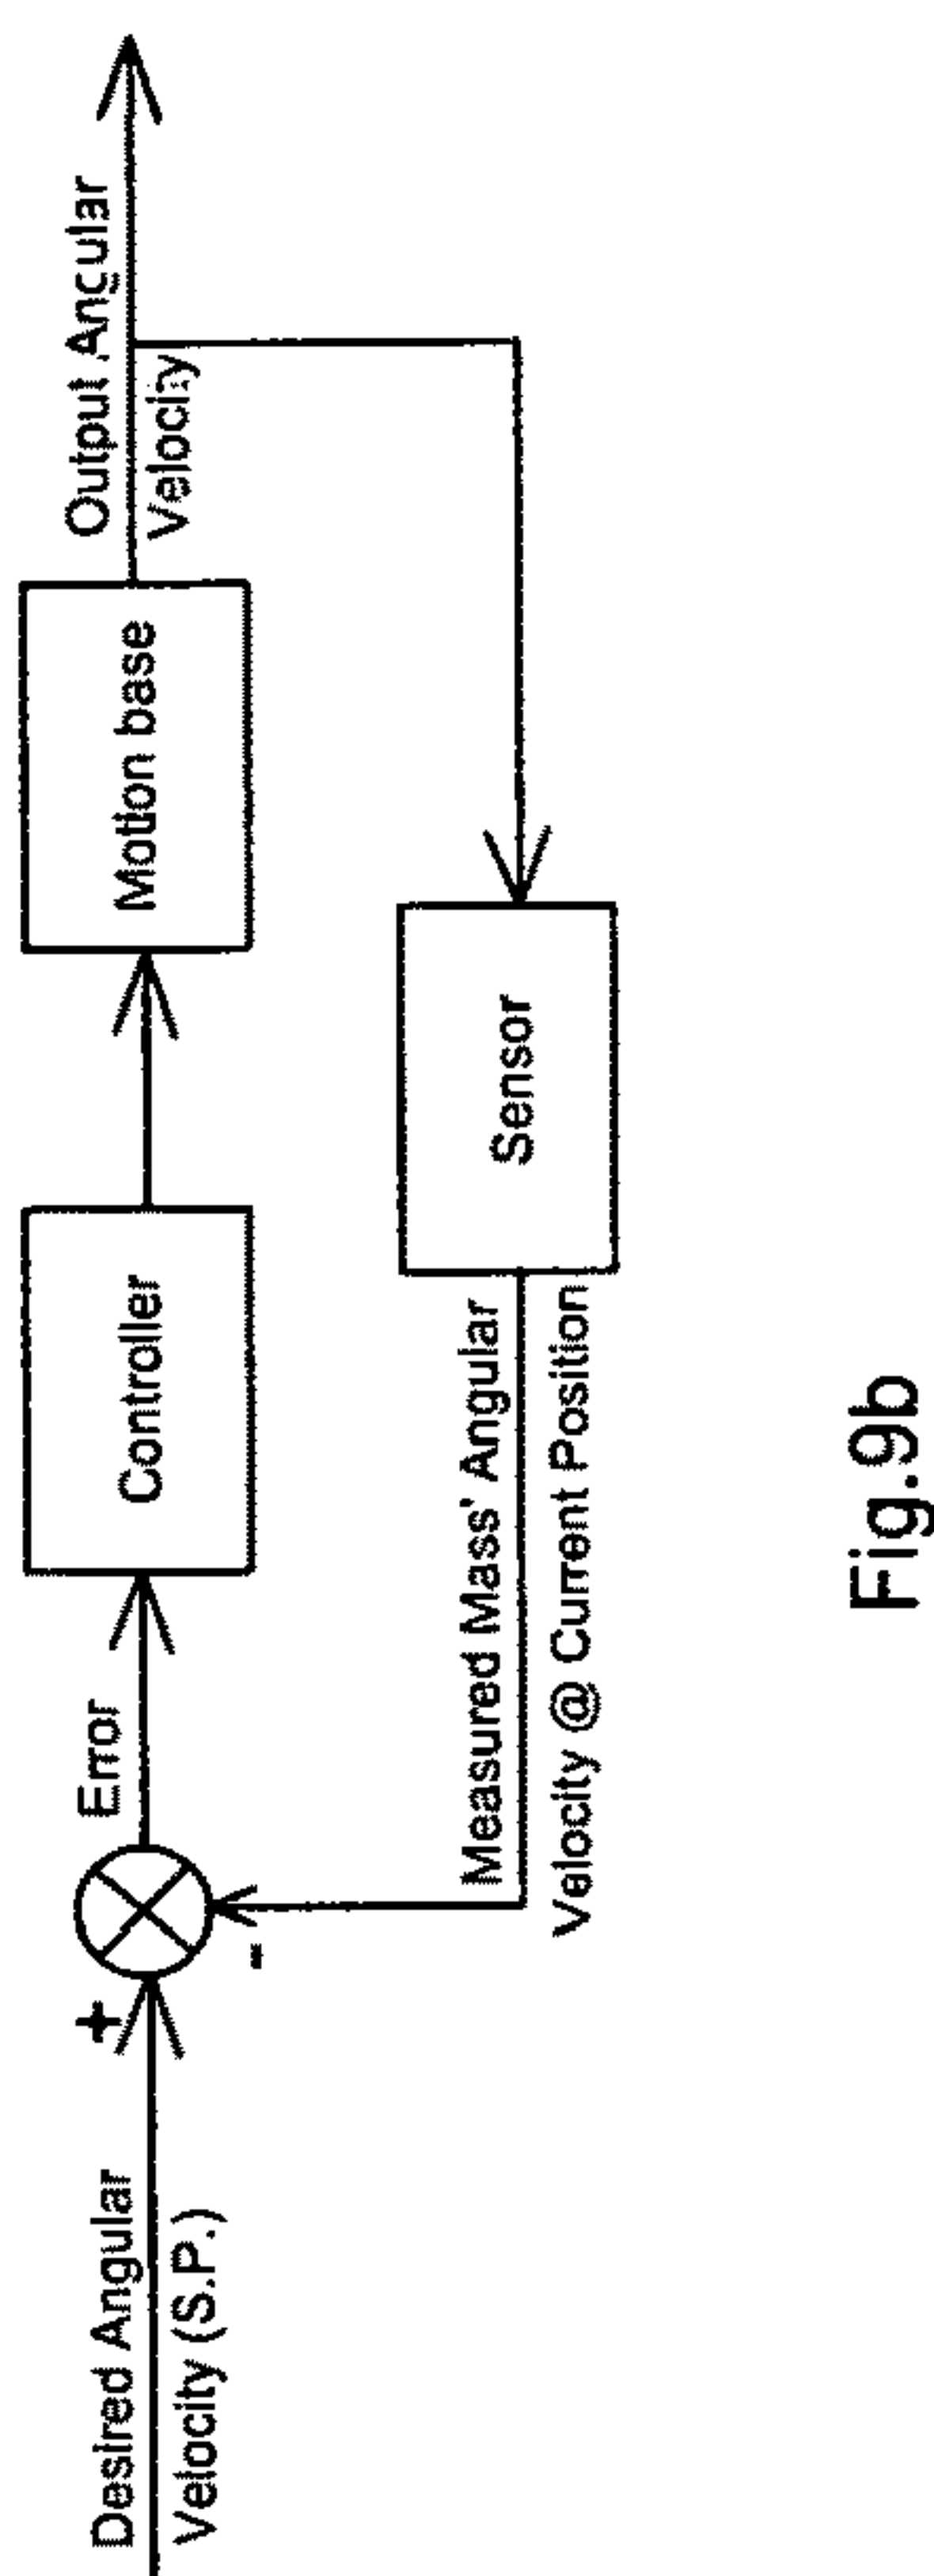 Desired Angular
Velocity (S.P.)
+
-
Error
Controller
Motion base
Output Angular
Velocity
Sensor
Measured Mass' Angular
Velocity @ Current Position
Fig.9b